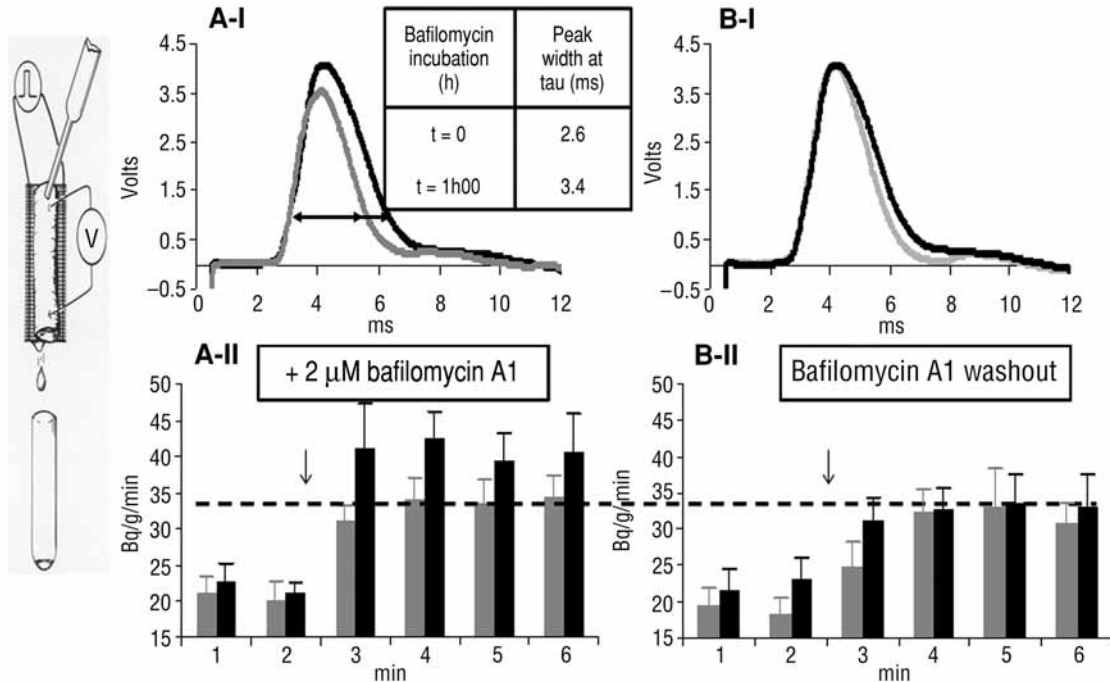 V
A-I
4.5
3.5
2.5
1.5
0.5
−0.5
Volts
0 2 4 6 8 10 12
ms
Bafilomycin incubation (h)
Peak width at tau (ms)
t = 0 2.6
t = 1h00 3.4
B-I
4.5
3.5
2.5
1.5
0.5
−0.5
Volts
0 2 4 6 8 10 12
ms
A-II
+ 2 μM bafilomycin A1
50
45
40
35
30
25
20
15
Bq/g/min
1 2 3 4 5 6
min
B-II
Bafilomycin A1 washout
50
45
40
35
30
25
20
15
Bq/g/min
1 2 3 4 5 6
min